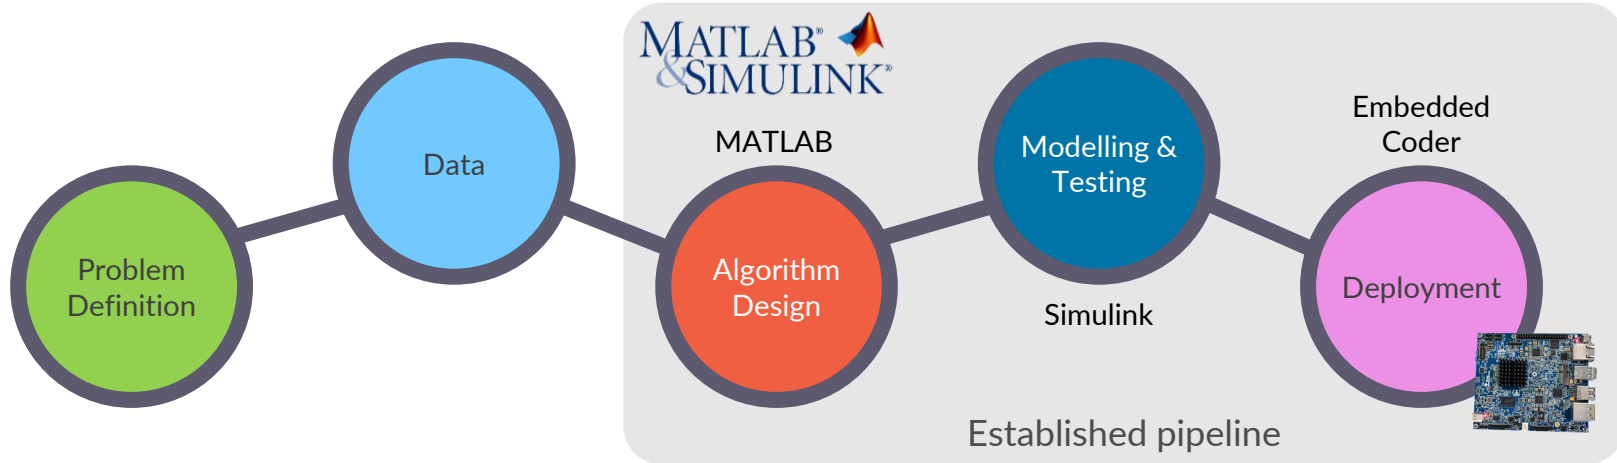 MATLAB®
&SIMULINK®
Problem
Definition
Data
MATLAB
Algorithm
Design
Modelling &
Testing
Simulink
Embedded
Coder
Deployment
Established pipeline